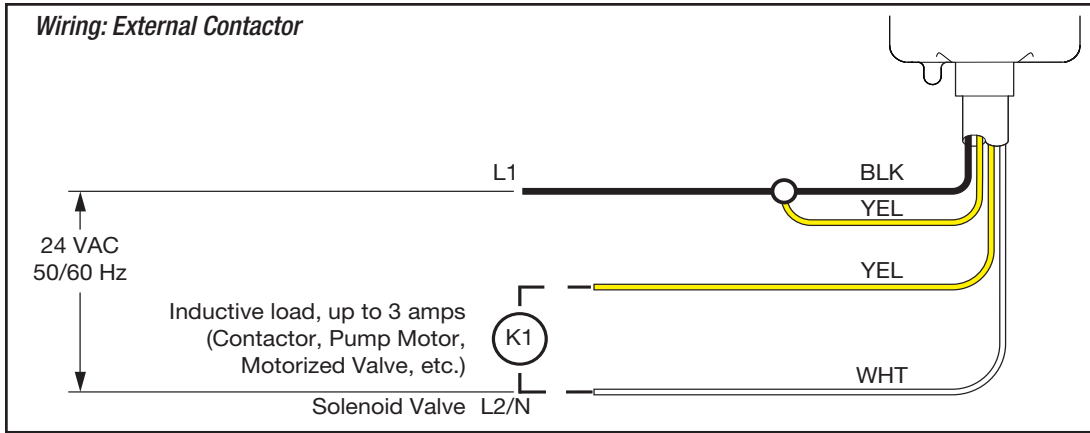 Wiring: External Contactor
L1
BLK
YEL
24 VAC
50/60 Hz
YEL
Inductive load, up to 3 amps
(Contactor, Pump Motor,
Motorized Valve, etc.)
K1
WHT
Solenoid Valve L2/N